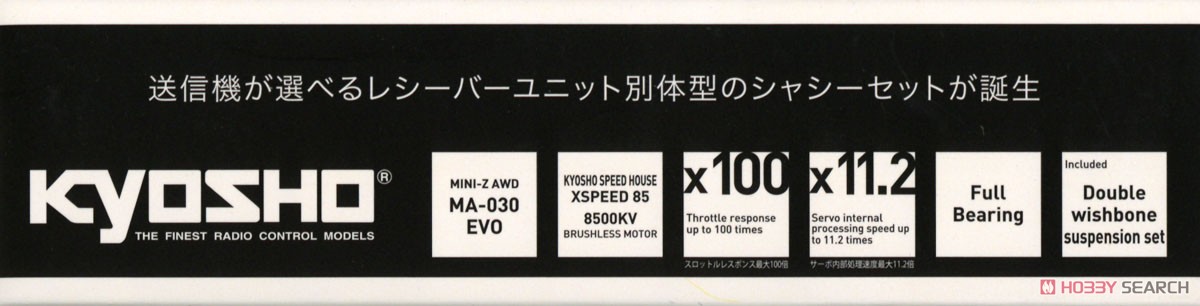 送信機が選べるレシーバーユニット別体型のシャシーセットが誕生
KYOSHO®
THE FINEST RADIO CONTROL MODELS
MINI-Z AWD
MA-030
EVO
KYOSHO SPEED HOUSE
XSPEED 85
8500KV
BRUSHLESS MOTOR
x100
Throttle response
up to 100 times
スロットルレスポンス最大100倍
x11.2
Servo internal
processing speed up
to 11.2 times
サーボ内部処理速度最大11.2倍
Full
Bearing
Included
Double
wishbone
suspension set
HOBBY SEARCH